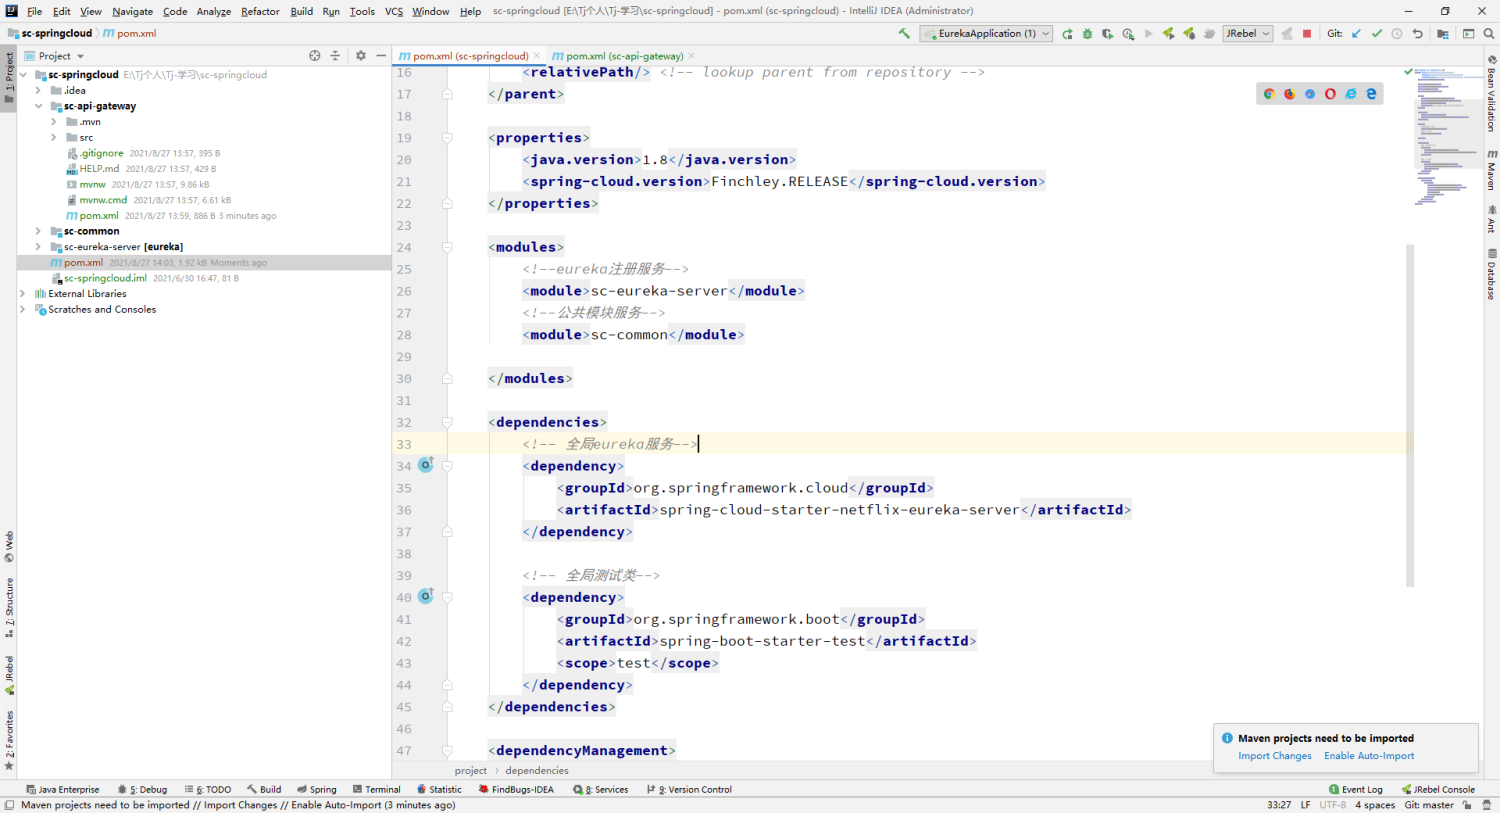 File Edit View Navigate Code Analyze Refactor Build Run Tools VCS Window Help sc-springcloud [E:\Tj个人\Tj-学习\sc-springcloud] - pom.xml (sc-springcloud) - IntelliJ IDEA (Administrator)
sc-springcloud pom.xml EurekaApplication (1) JRebel Git:
Project pom.xml (sc-springcloud) pom.xml (sc-api-gateway)
1: Project
sc-springcloud E:\Tj个人\Tj-学习\sc-springcloud
.idea
sc-api-gateway
.mvn
src
.gitignore 2021/8/27 13:57, 395 B
HELP.md 2021/8/27 13:57, 429 B
mvnw 2021/8/27 13:57, 9.86 kB
mvnw.cmd 2021/8/27 13:57, 6.61 kB
pom.xml 2021/8/27 13:59, 886 B 3 minutes ago
sc-common
sc-eureka-server [eureka]
pom.xml 2021/8/27 14:03, 1.92 kB Moments ago
sc-springcloud.iml 2021/6/30 16:47, 81 B
External Libraries
Scratches and Consoles
Web
7: Structure
JRebel
2: Favorites
16 <relativePath/> <!-- lookup parent from repository -->
17 </parent>
18
19 <properties>
20 <java.version>1.8</java.version>
21 <spring-cloud.version>Finchley.RELEASE</spring-cloud.version>
22 </properties>
23
24 <modules>
25 <!--eureka注册服务-->
26 <module>sc-eureka-server</module>
27 <!--公共模块服务-->
28 <module>sc-common</module>
29
30 </modules>
31
32 <dependencies>
33 <!-- 全局eureka服务-->
34 <dependency>
35 <groupId>org.springframework.cloud</groupId>
36 <artifactId>spring-cloud-starter-netflix-eureka-server</artifactId>
37 </dependency>
38
39 <!-- 全局测试类-->
40 <dependency>
41 <groupId>org.springframework.boot</groupId>
42 <artifactId>spring-boot-starter-test</artifactId>
43 <scope>test</scope>
44 </dependency>
45 </dependencies>
46
47 <dependencyManagement>
project › dependencies
Bean Validation
Maven
Ant
Database
Maven projects need to be imported
Import Changes Enable Auto-Import
Java Enterprise 5: Debug 6: TODO Build Spring Terminal Statistic FindBugs-IDEA 8: Services 9: Version Control 1 Event Log JRebel Console
Maven projects need to be imported // Import Changes // Enable Auto-Import (3 minutes ago) 33:27 LF UTF-8 4 spaces Git: master